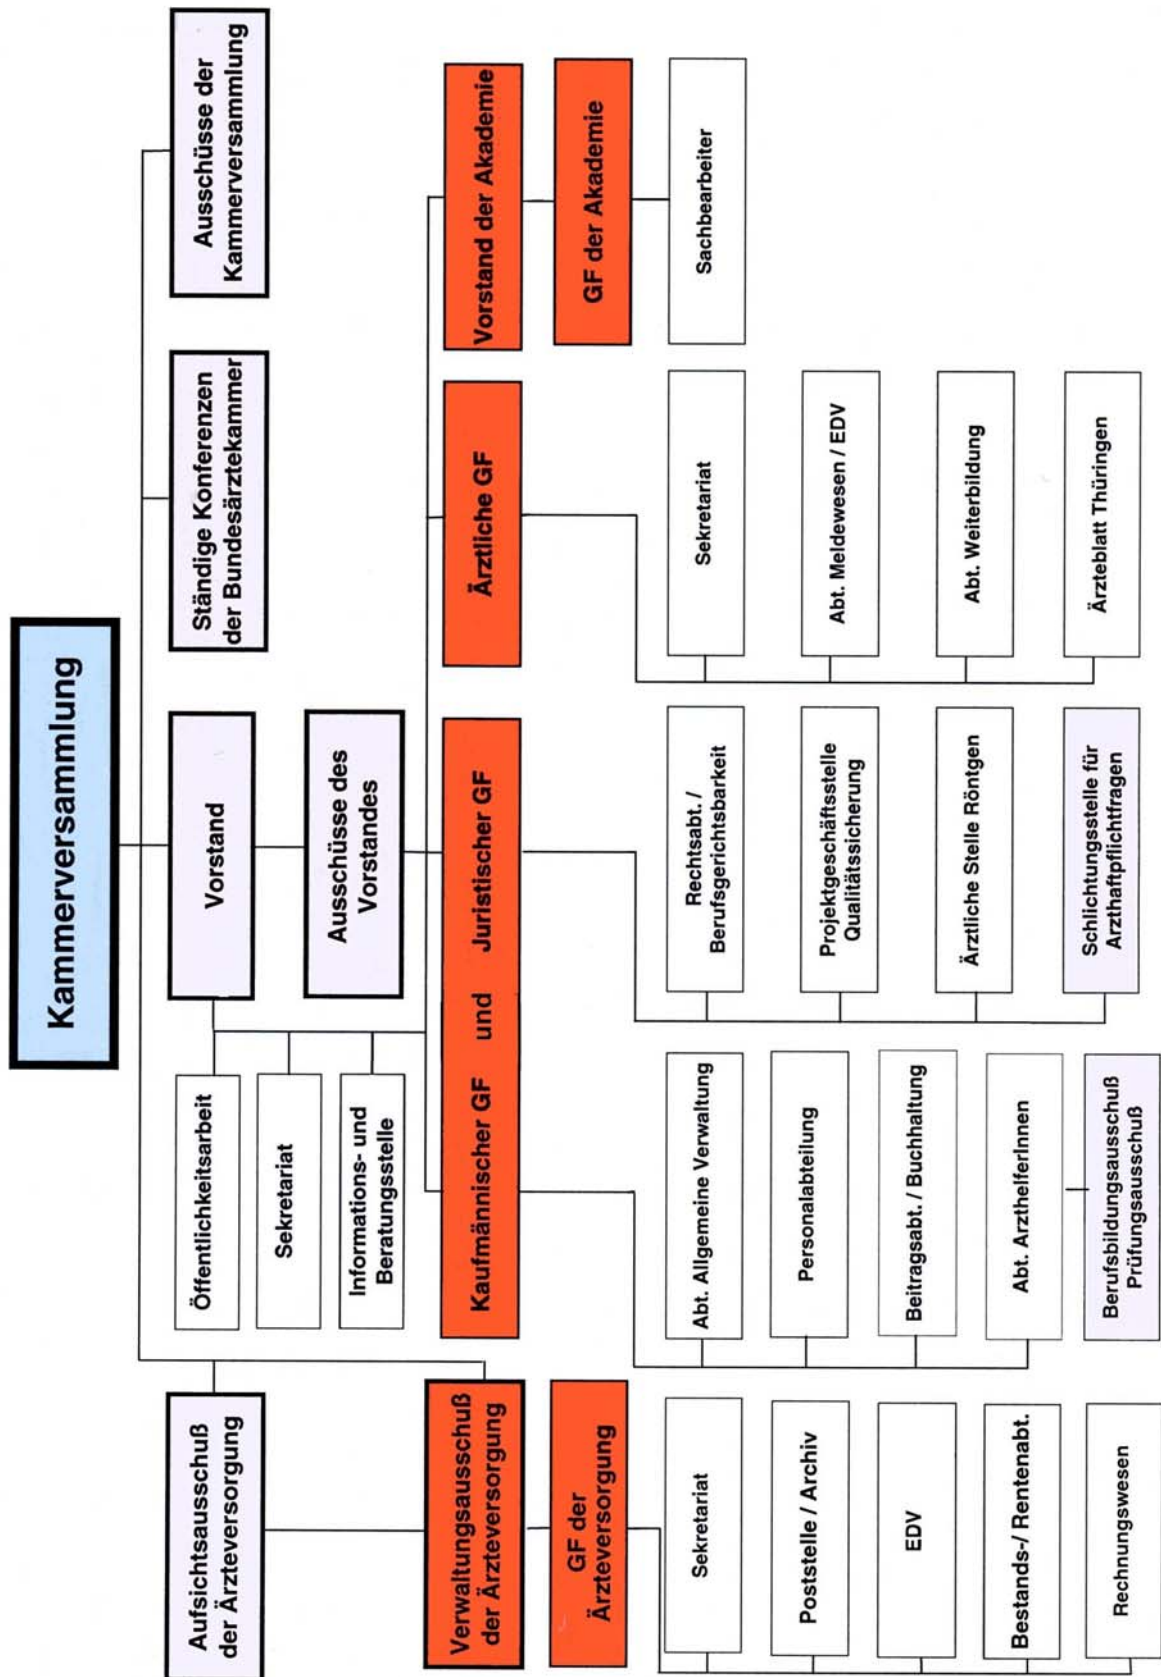 Kammerversammlung
Aufsichtsausschuß
der Ärzteversorgung
Vorstand
Ständige Konferenzen
der Bundesärztekammer
Ausschüsse der
Kammerversammlung
Öffentlichkeitsarbeit
Sekretariat
Informations- und
Beratungsstelle
Ausschüsse des
Vorstandes
Verwaltungsausschuß
der Ärzteversorgung
Kaufmännischer GF und Juristischer GF
Ärztliche GF
Vorstand der Akademie
GF der
Ärzteversorgung
GF der Akademie
Sekretariat
Poststelle / Archiv
EDV
Bestands-/ Rentenabt.
Rechnungswesen
Abt. Allgemeine Verwaltung
Personalabteilung
Beitragsabt. / Buchhaltung
Abt. ArzthelferInnen
Berufsbildungsausschuß
Prüfungsausschuß
Rechtsabt. /
Berufsgerichtsbarkeit
Projektgeschäftsstelle
Qualitätssicherung
Ärztliche Stelle Röntgen
Schlichtungsstelle für
Arzthaftpflichtfragen
Sekretariat
Abt. Meldewesen / EDV
Abt. Weiterbildung
Ärzteblatt Thüringen
Sachbearbeiter